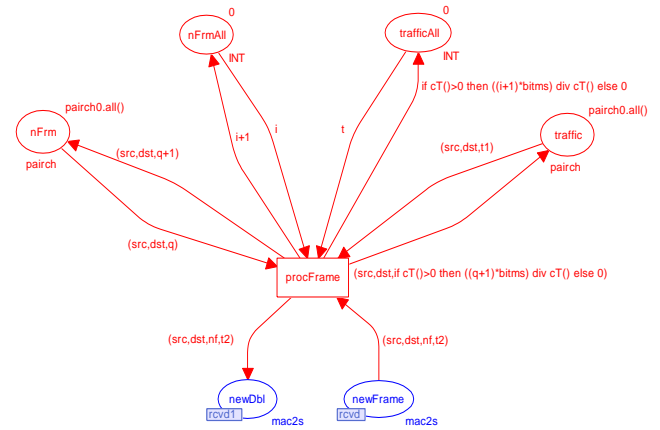 0
nFrmAll
INT
0
trafficAll
INT
if cT()>0 then ((i+1)*bitms) div cT() else 0
pairch0.all()
nFrm
pairch
pairch0.all()
traffic
pairch
(src,dst,q+1)
i+1
i
t
(src,dst,t1)
(src,dst,q)
procFrame
(src,dst,if cT()>0 then ((q+1)*bitms) div cT() else 0)
(src,dst,nf,t2)
(src,dst,nf,t2)
newDbl
rcvd1
mac2s
newFrame
rcvd
mac2s